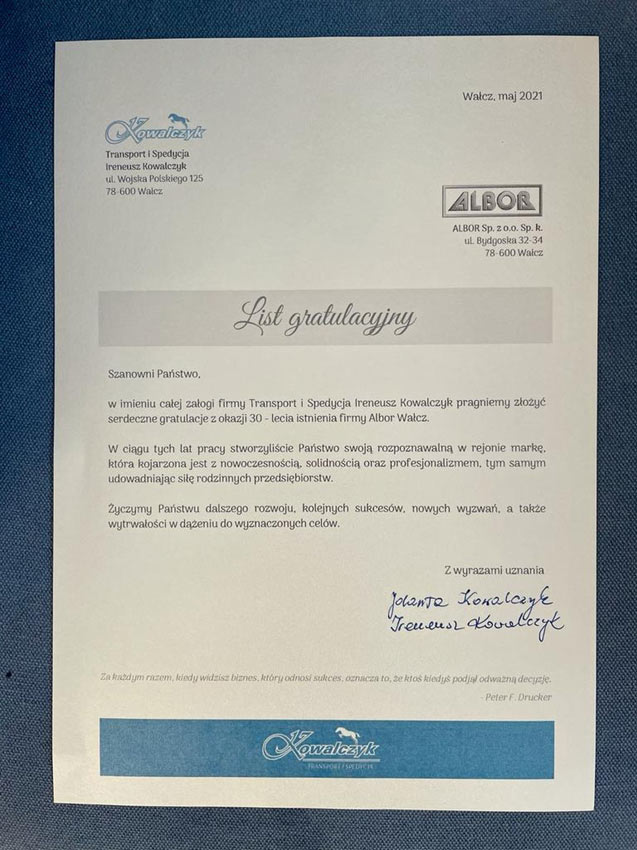 Wałcz, maj 2021
Kowalczyk
Transport i Spedycja
Ireneusz Kowalczyk
ul. Wojska Polskiego 125
78-600 Wałcz
ALBOR
ALBOR Sp. z o.o. Sp. k.
ul. Bydgoska 32-34
78-600 Wałcz
List gratulacyjny
Szanowni Państwo,
w imieniu całej załogi firmy Transport i Spedycja Ireneusz Kowalczyk pragniemy złożyć
serdeczne gratulacje z okazji 30 - lecia istnienia firmy Albor Wałcz.
W ciągu tych lat pracy stworzyliście Państwo swoją rozpoznawalną w rejonie markę,
która kojarzona jest z nowoczesnością, solidnością oraz profesjonalizmem, tym samym
udowadniając siłę rodzinnych przedsiębiorstw.
Życzymy Państwu dalszego rozwoju, kolejnych sukcesów, nowych wyzwań, a także
wytrwałości w dążeniu do wyznaczonych celów.
Z wyrazami uznania
Jolanta Kowalczyk
Ireneusz Kowalczyk
Za każdym razem, kiedy widzisz biznes, który odnosi sukces, oznacza to, że ktoś kiedyś podjął odważną decyzję.
- Peter F. Drucker
Kowalczyk
TRANSPORT I SPEDYCJA